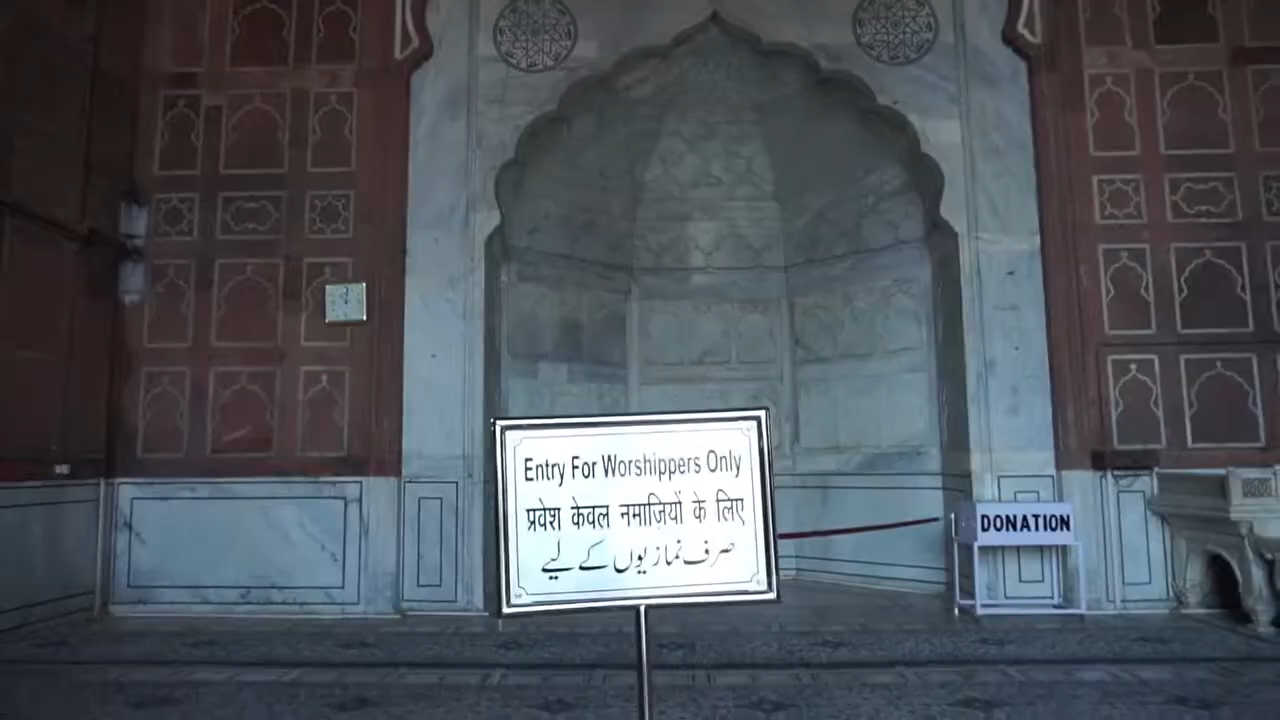 Entry For Worshippers Only
प्रवेश केवल नमाज़ियों के लिए
صرف نمازیوں کے لیے
DONATION